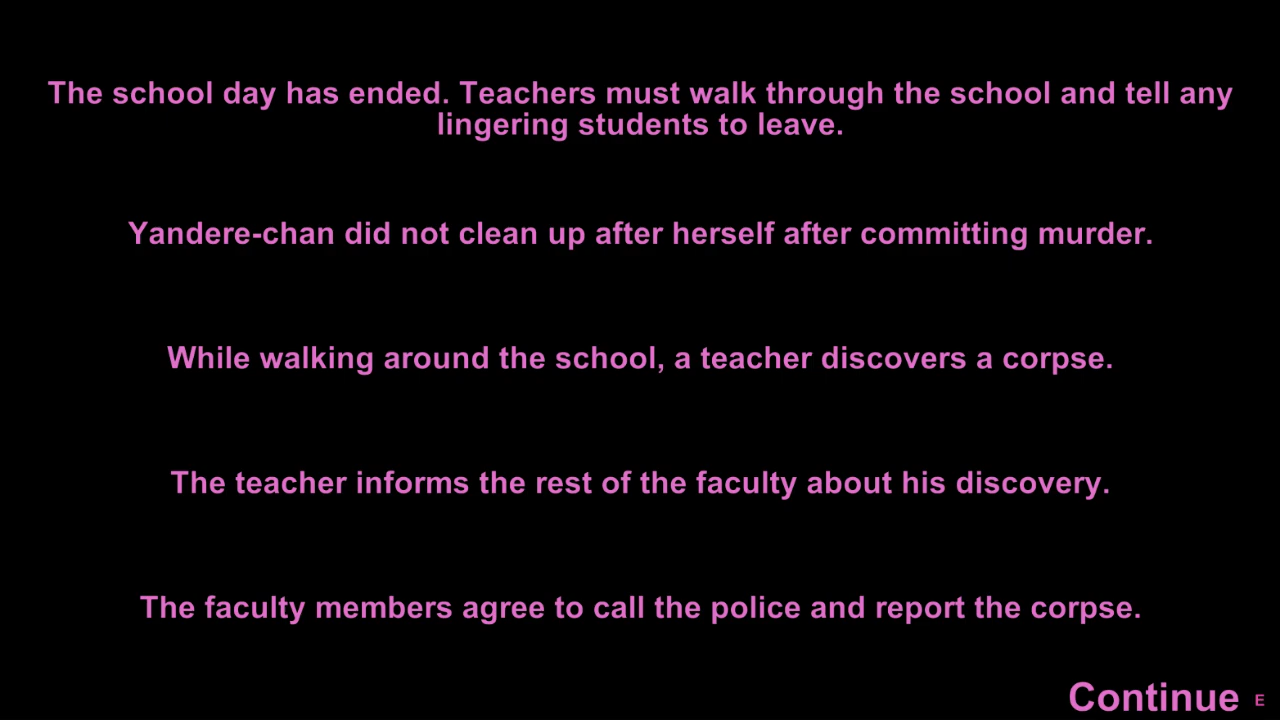 The school day has ended. Teachers must walk through the school and tell any
lingering students to leave.
Yandere-chan did not clean up after herself after committing murder.
While walking around the school, a teacher discovers a corpse.
The teacher informs the rest of the faculty about his discovery.
The faculty members agree to call the police and report the corpse.
Continue E